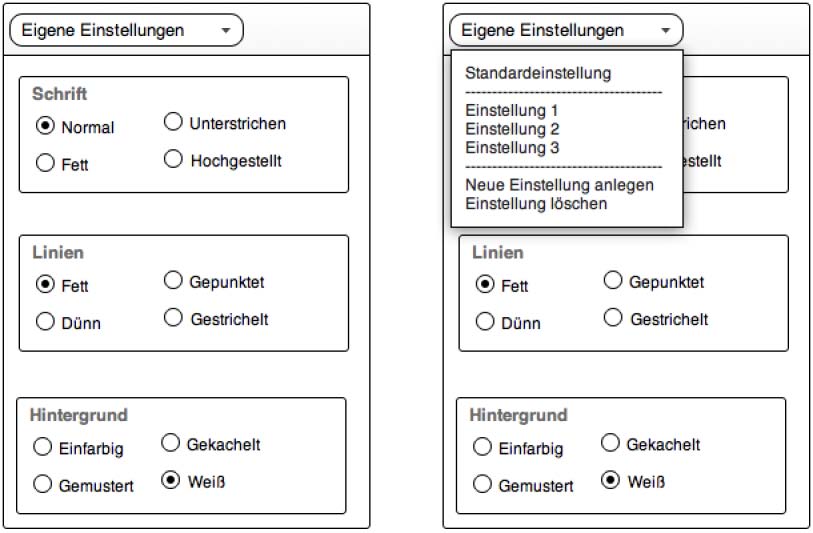 Eigene Einstellungen
Schrift
Normal Unterstrichen
Fett Hochgestellt
Linien
Fett Gepunktet
Dünn Gestrichelt
Hintergrund
Einfarbig Gekachelt
Gemustert Weiß
Eigene Einstellungen
Standardeinstellung
Einstellung 1
Einstellung 2
Einstellung 3
Neue Einstellung anlegen
Einstellung löschen
Linien
Fett Gepunktet
Dünn Gestrichelt
Hintergrund
Einfarbig Gekachelt
Gemustert Weiß